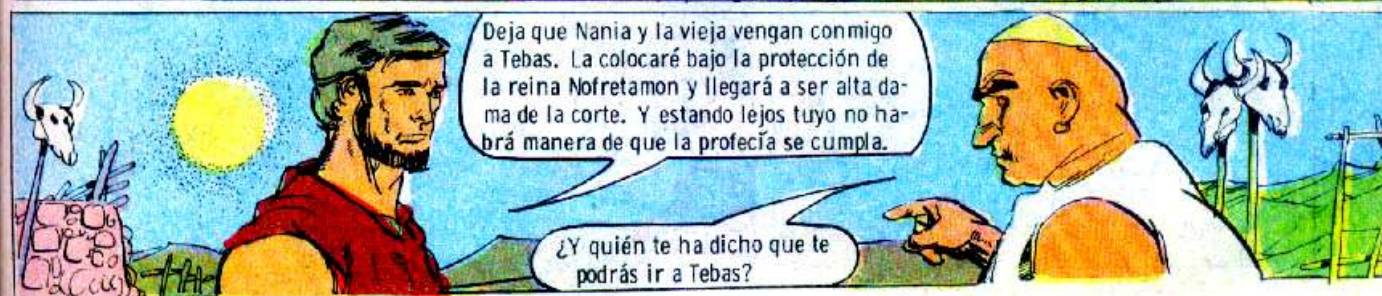 Deja que Nania y la vieja vengan conmigo
a Tebas. La colocaré bajo la protección de
la reina Nofretamon y llegará a ser alta da-
ma de la corte. Y estando lejos tuyo no ha-
brá manera de que la profecía se cumpla.
¿Y quién te ha dicho que te
podrás ir a Tebas?